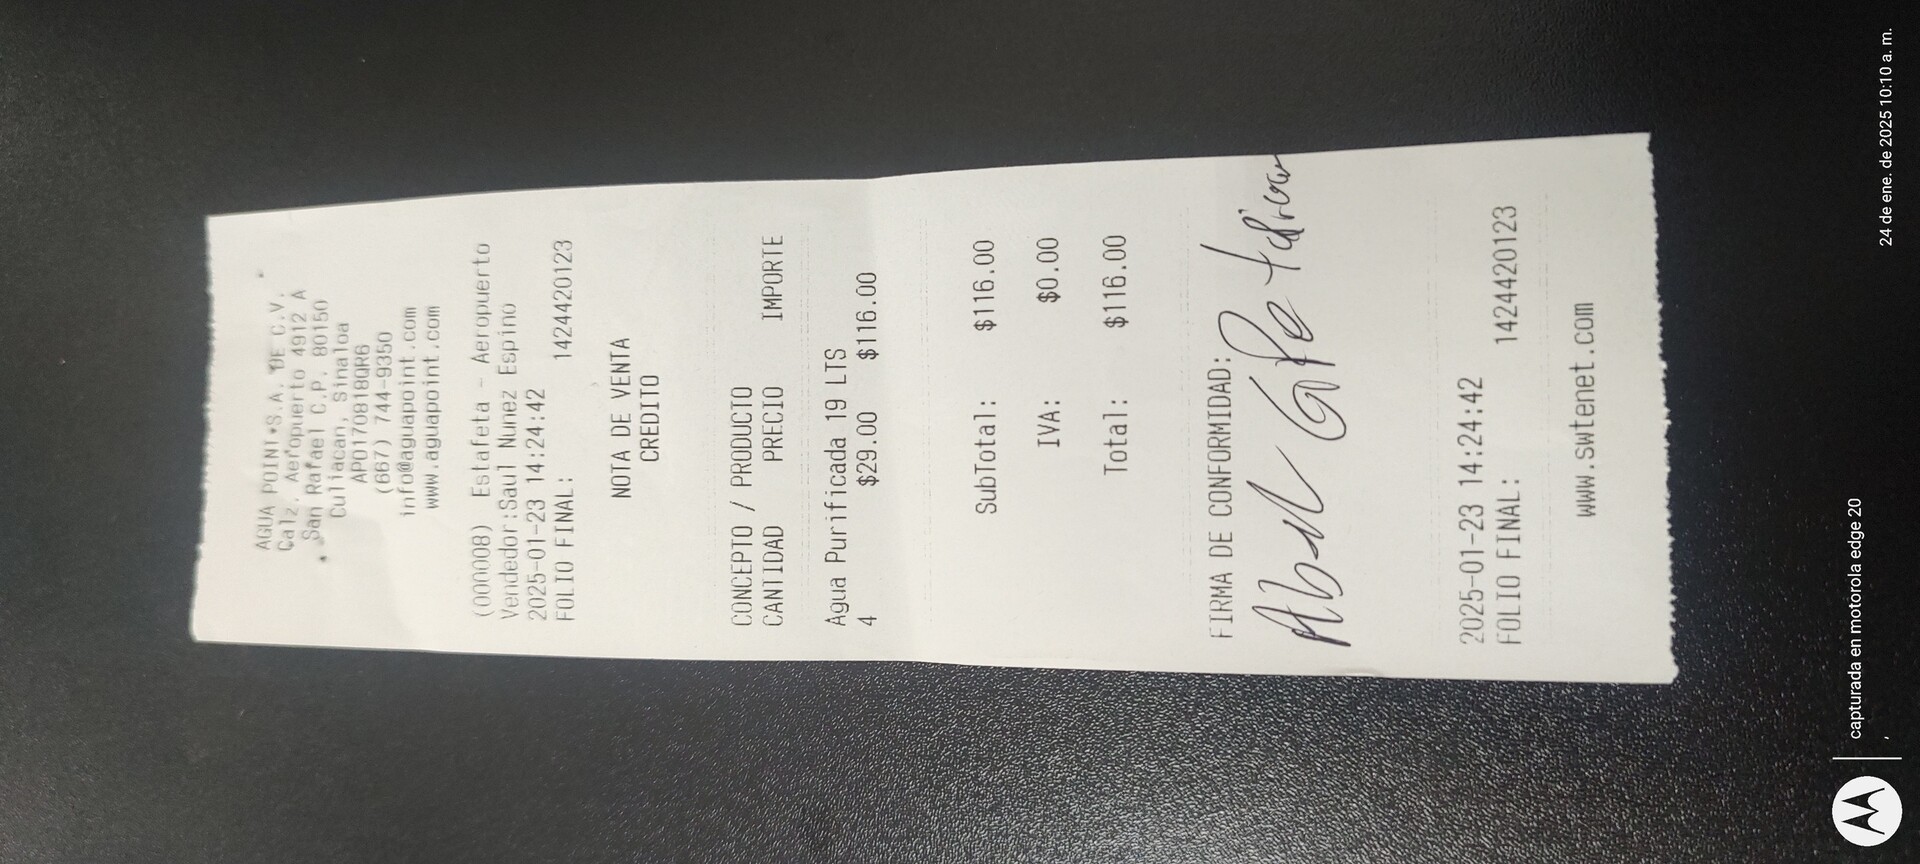 AGUA POINT S.A. DE C.V.
Calz. Aeropuerto 4912 A
San Rafael C.P. 80150
Culiacan, Sinaloa
APO170818QR6
(667) 744-9350
info@aguapoint.com
www.aguapoint.com
(000008) Estafeta - Aeropuerto
Vendedor:Saul Nunez Espino
2025-01-23 14:24:42
FOLIO FINAL: 1424420123
NOTA DE VENTA
CREDITO
CONCEPTO / PRODUCTO
CANTIDAD PRECIO IMPORTE
Agua Purificada 19 LTS
4 $29.00 $116.00
SubTotal: $116.00
IVA: $0.00
Total: $116.00
FIRMA DE CONFORMIDAD:
Abel
2025-01-23 14:24:42
FOLIO FINAL: 1424420123
www.swtenet.com
capturada en motorola edge 20
24 de ene. de 2025 10:10 a. m.